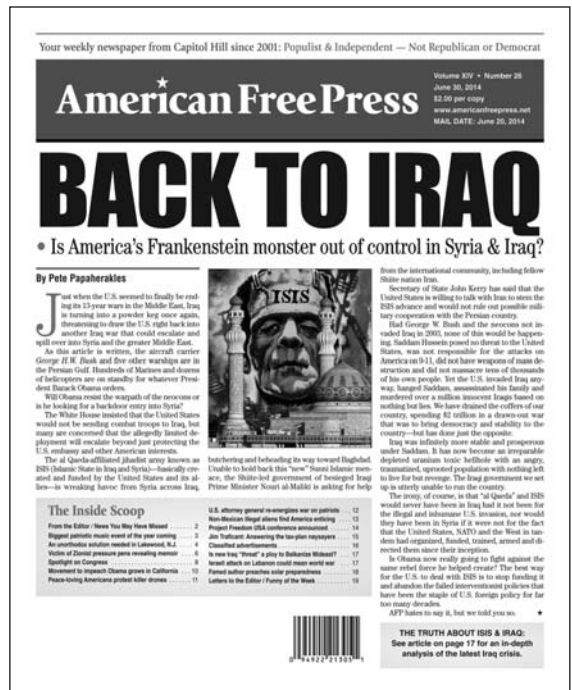 Your weekly newspaper from Capitol Hill since 2001: Populist & Independent — Not Republican or Democrat
American Free Press
Volume XIV • Number 26
June 30, 2014
$2.00 per copy
www.americanfreepress.net
MAIL DATE: June 20, 2014
BACK TO IRAQ
• Is America's Frankenstein monster out of control in Syria & Iraq?
By Pete Papaherakles
Just when the U.S. seemed to finally be end-
ing its 13-year wars in the Middle East, Iraq
is turning into a powder keg once again,
threatening to draw the U.S. right back into
another Iraq war that could escalate and
spill over into Syria and the greater Middle East.
As this article is written, the aircraft carrier
George H.W. Bush and five other warships are in
the Persian Gulf. Hundreds of Marines and dozens
of helicopters are on standby for whatever Presi-
dent Barack Obama orders.
Will Obama resist the warpath of the neocons or
is he looking for a backdoor entry into Syria?
The White House insisted that the United States
would not be sending combat troops to Iraq, but
many are concerned that the allegedly limited de-
ployment will escalate beyond just protecting the
U.S. embassy and other American interests.
The al Qaeda-affiliated jihadist army known as
ISIS (Islamic State in Iraq and Syria)—basically cre-
ated and funded by the United States and its al-
lies—is wreaking havoc from Syria across Iraq,
ISIS
butchering and beheading its way toward Baghdad.
Unable to hold back this "new" Sunni Islamic men-
ace, the Shiite-led government of besieged Iraqi
Prime Minister Nouri al-Maliki is asking for help
from the international community, including fellow
Shiite nation Iran.
Secretary of State John Kerry has said that the
United States is willing to talk with Iran to stem the
ISIS advance and would not rule out possible mili-
tary cooperation with the Persian country.
Had George W. Bush and the neocons not in-
vaded Iraq in 2003, none of this would be happen-
ing. Saddam Hussein posed no threat to the United
States, was not responsible for the attacks on
America on 9-11, did not have weapons of mass de-
struction and did not massacre tens of thousands
of his own people. Yet the U.S. invaded Iraq any-
way, hanged Saddam, assassinated his family and
murdered over a million innocent Iraqis based on
nothing but lies. We have drained the coffers of our
country, spending $2 trillion in a drawn-out war
that was to bring democracy and stability to the
country—but has done just the opposite.
Iraq was infinitely more stable and prosperous
under Saddam. It has now become an irreparable
depleted uranium toxic hellhole with an angry,
traumatized, uprooted population with nothing left
to live for but revenge. The Iraqi government we set
up is utterly unable to run the country.
The irony, of course, is that "al Qaeda" and ISIS
would never have been in Iraq had it not been for
the illegal and inhumane U.S. invasion, nor would
they have been in Syria if it were not for the fact
that the United States, NATO and the West in tan-
dem had organized, funded, trained, armed and di-
rected them since their inception.
Is Obama now really going to fight against the
same rebel force he helped create? The best way
for the U.S. to deal with ISIS is to stop funding it
and abandon the failed interventionist policies that
have been the staple of U.S. foreign policy for far
too many decades.
AFP hates to say it, but we told you so. ★
The Inside Scoop
From the Editor / News You May Have Missed . . . 2
Biggest patriotic music event of the year coming . . . 3
An unorthodox solution needed in Lakewood, N.J. . . . 4
Victim of Zionist pressure pens revealing memoir . . . 6
Spotlight on Congress . . . 9
Movement to impeach Obama grows in California . . . 10
Peace-loving Americans protest killer drones . . . 11
U.S. attorney general re-energizes war on patriots . . . 12
Non-Mexican illegal aliens find America enticing . . . 13
Project Freedom USA conference announced . . . 14
Jim Traficant: Answering the tax-plan naysayers . . . 15
Classified advertisements . . . 16
Is new Iraq "threat" a ploy to Balkanize Mideast? . . . 17
Israeli attack on Lebanon could mean world war . . . 17
Famed author preaches solar preparedness . . . 18
Letters to the Editor / Funny of the Week . . . 19
0 94922 21305 1
THE TRUTH ABOUT ISIS & IRAQ:
See article on page 17 for an in-depth
analysis of the latest Iraq crisis.